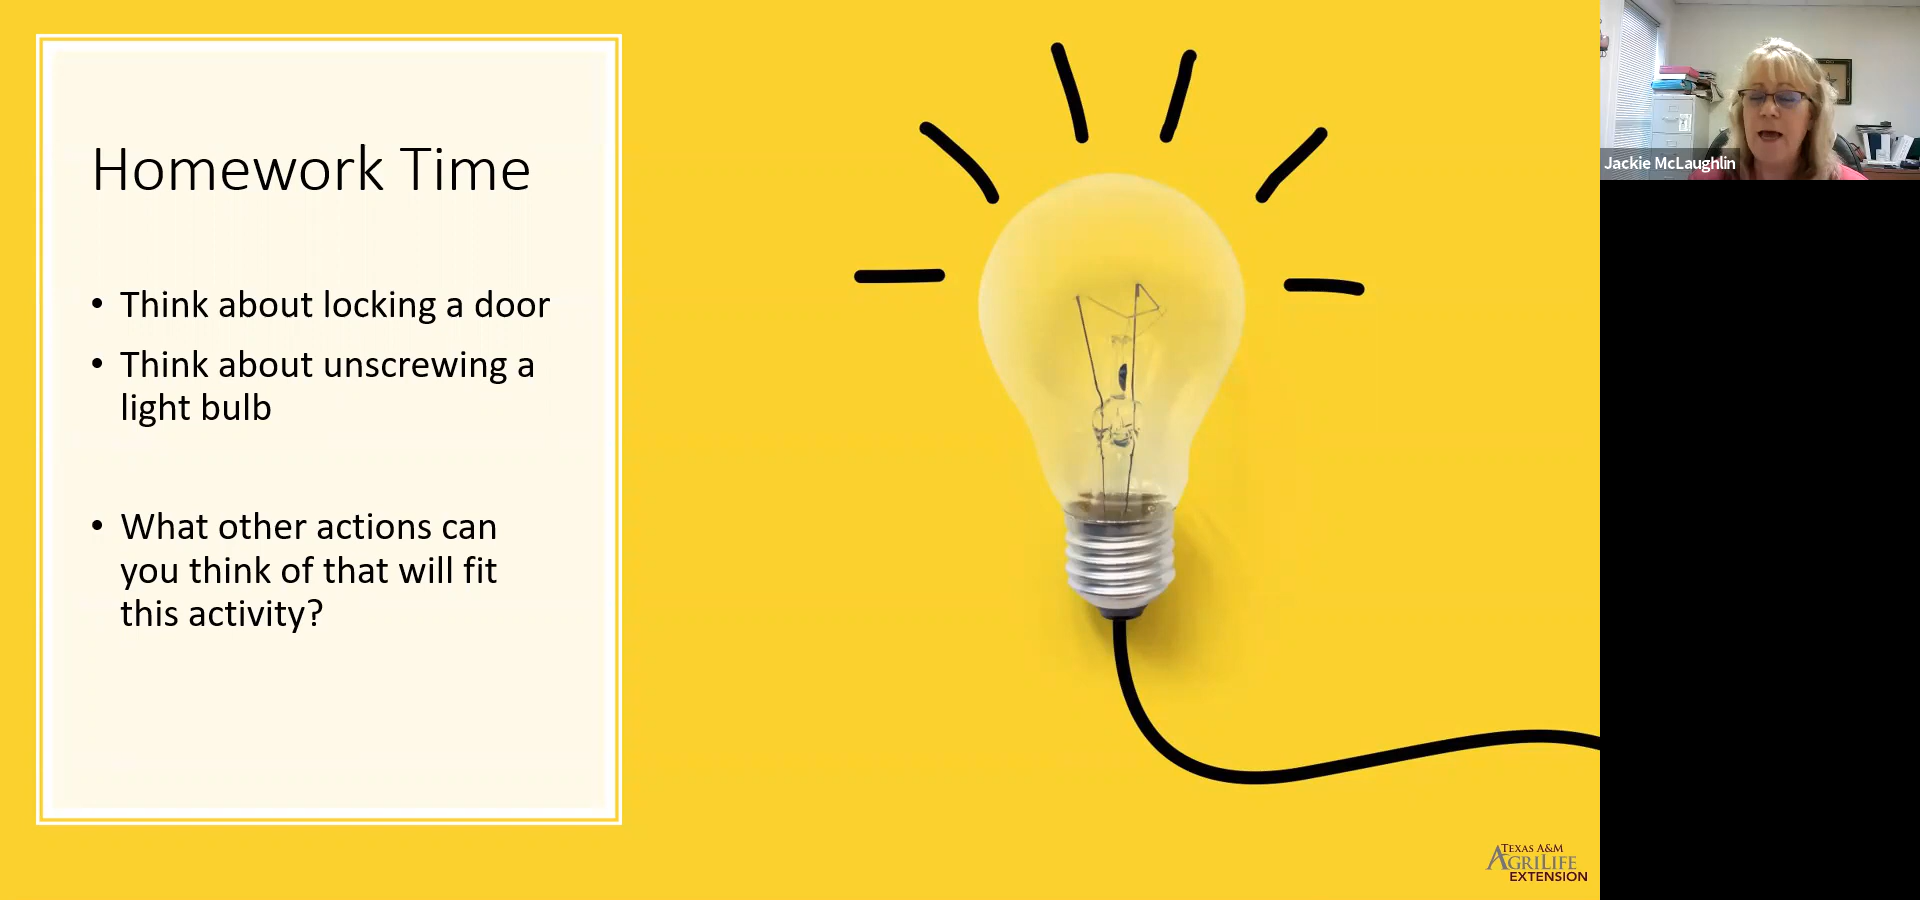 Homework Time
• Think about locking a door
• Think about unscrewing a
light bulb
• What other actions can
you think of that will fit
this activity?
Jackie McLaughlin
TEXAS A&M
AGRILIFE
EXTENSION